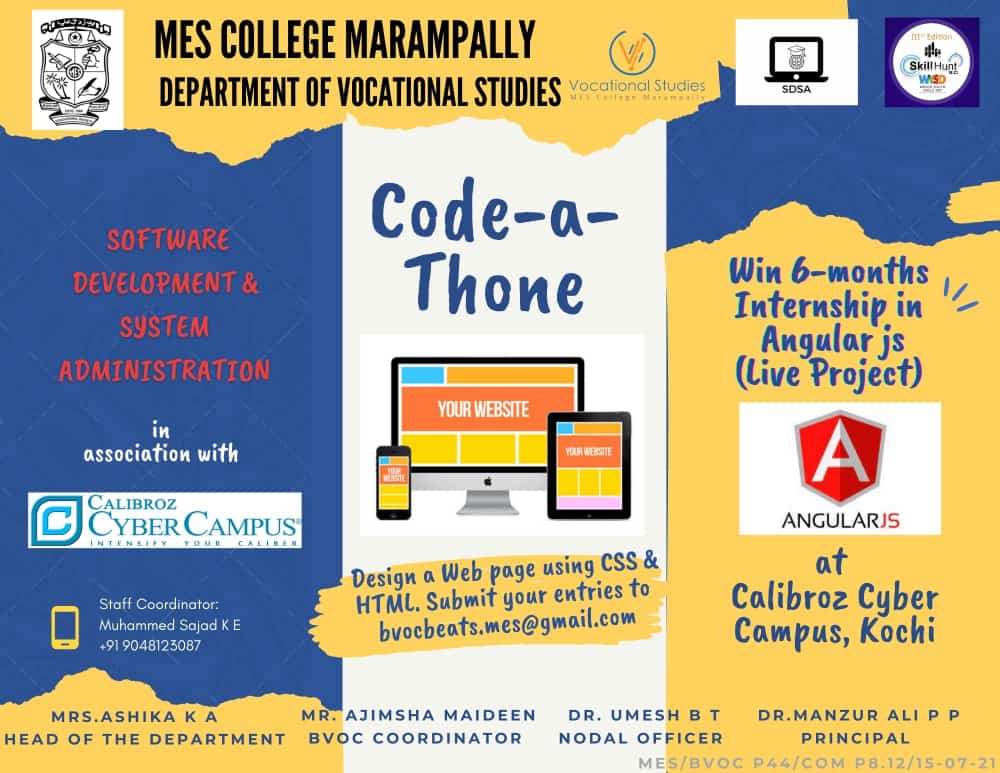 MES COLLEGE MARAMPALLY
DEPARTMENT OF VOCATIONAL STUDIES
Vocational Studies
MES College Marampally
SDSA
IIIrd Edition
Skill Hunt
SOFTWARE
DEVELOPMENT &
SYSTEM
ADMINISTRATION
in
association with
CALIBROZ
CYBER CAMPUS®
INTENSIFY YOUR CALIBER
Staff Coordinator:
Muhammed Sajad K E
+91 9048123087
Code-a-
Thone
YOUR WEBSITE
YOUR
WEBSITE
YOUR WEBSITE
Design a Web page using CSS &
HTML. Submit your entries to
bvocbeats.mes@gmail.com
Win 6-months
Internship in
Angular js
(Live Project)
A
ANGULARJS
at
Calibroz Cyber
Campus, Kochi
MRS.ASHIKA K A
HEAD OF THE DEPARTMENT
MR. AJIMSHA MAIDEEN
BVOC COORDINATOR
DR. UMESH B T
NODAL OFFICER
DR.MANZUR ALI P P
PRINCIPAL
MES/BVOC P44/COM P8.12/15-07-21